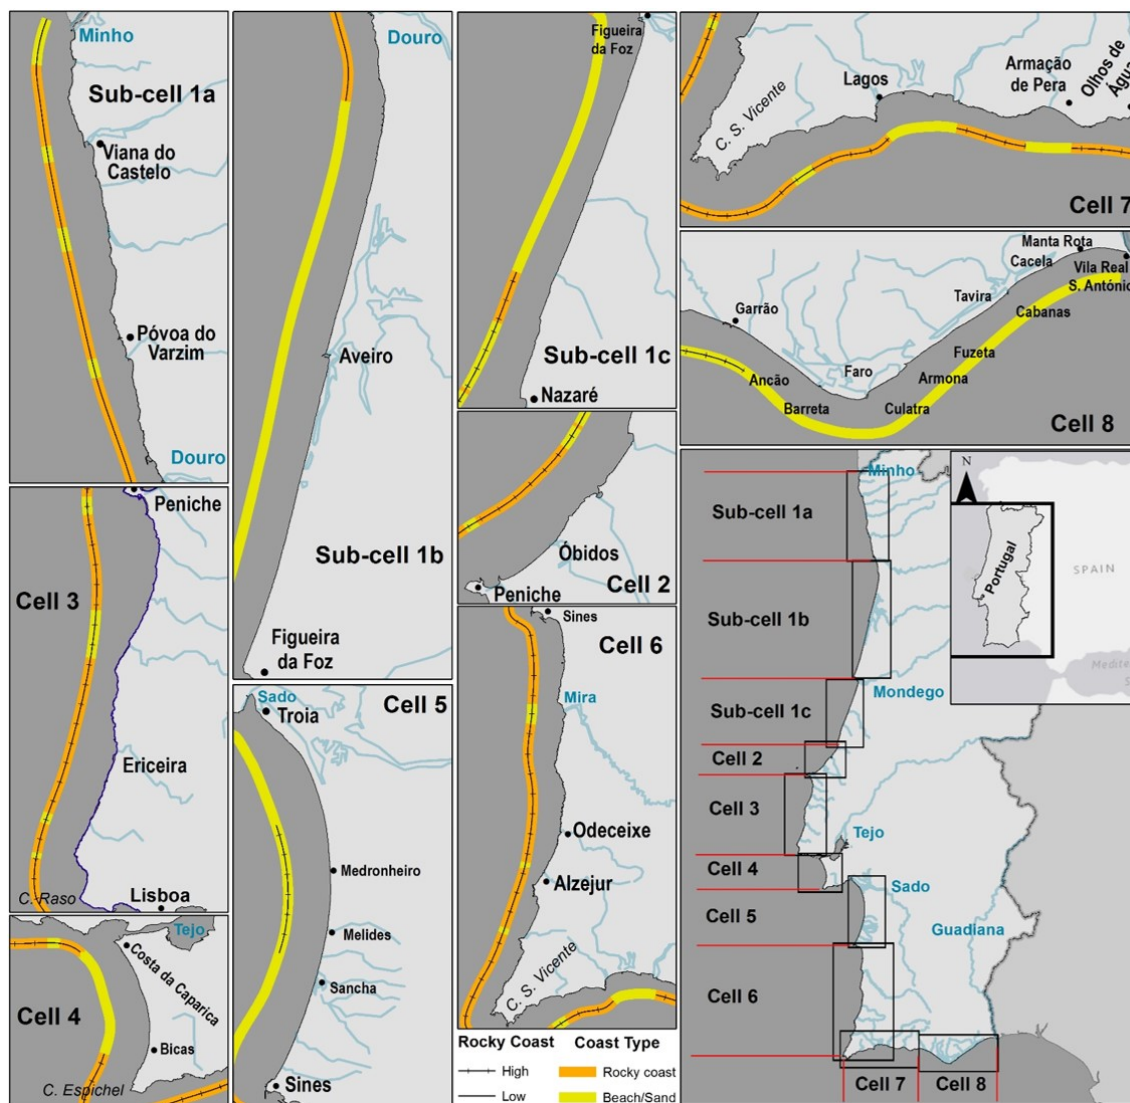 Minho
Sub-cell 1a
Viana do
Castelo
Póvoa do
Varzim
Douro
Douro
Aveiro
Sub-cell 1b
Figueira
da Foz
Figueira
da Foz
Sub-cell 1c
Nazaré
Lagos
Armação
de Pera
Olhos de
C. S. Vicente
Cell 7
Manta Rota
Cacela
Vila Real
S. António
Garrão
Tavira
Cabanas
Faro
Fuzeta
Ancão
Armona
Barreta
Culatra
Cell 8
Óbidos
Cell 2
Peniche
Peniche
Cell 3
Ericeira
C. Raso
Lisboa
Tejo
Costa da Caparica
Cell 4
Bicas
C. Espichel
Sado
Troia
Cell 5
Medronheiro
Melides
Sancha
Sines
Sines
Cell 6
Mira
Odeceixe
Alzejur
C. S. Vicente
Rocky Coast
Coast Type
High
Rocky coast
Low
Beach/Sand
Minho
Sub-cell 1a
Sub-cell 1b
Mondego
Sub-cell 1c
Cell 2
Cell 3
Tejo
Cell 4
Sado
Cell 5
Guadiana
Cell 6
Cell 7
Cell 8
N
Portugal
SPAIN